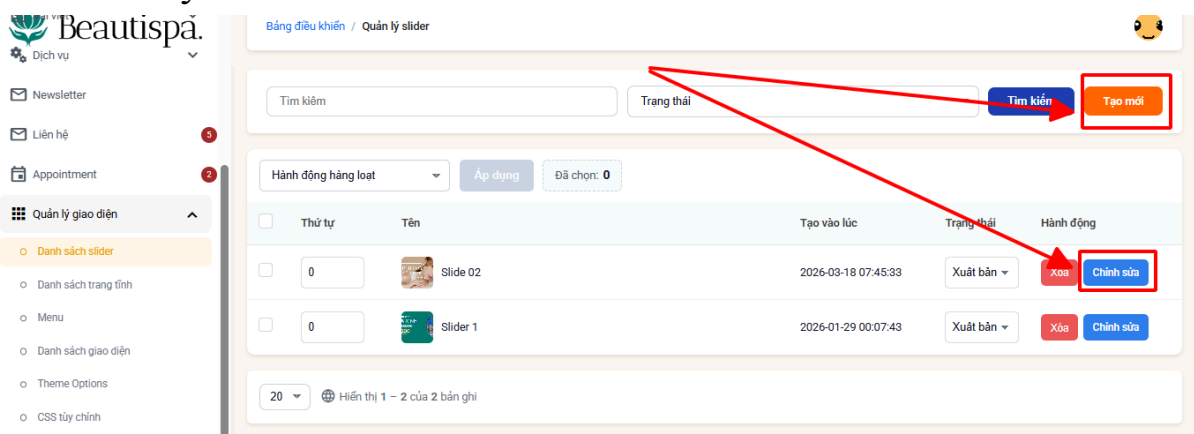 Beautispa.
Dịch vụ
Newsletter
Liên hệ 5
Appointment 2
Quản lý giao diện
Danh sách slider
Danh sách trang tĩnh
Menu
Danh sách giao diện
Theme Options
CSS tùy chỉnh
Bảng điều khiển / Quản lý slider
Tìm kiếm Trạng thái Tìm kiếm Tạo mới
Hành động hàng loạt Áp dụng Đã chọn: 0
Thứ tự Tên Tạo vào lúc Trạng thái Hành động
0 Slide 02 2026-03-18 07:45:33 Xuất bản Xóa Chỉnh sửa
0 Slider 1 2026-01-29 00:07:43 Xuất bản Xóa Chỉnh sửa
20 Hiển thị 1 – 2 của 2 bản ghi